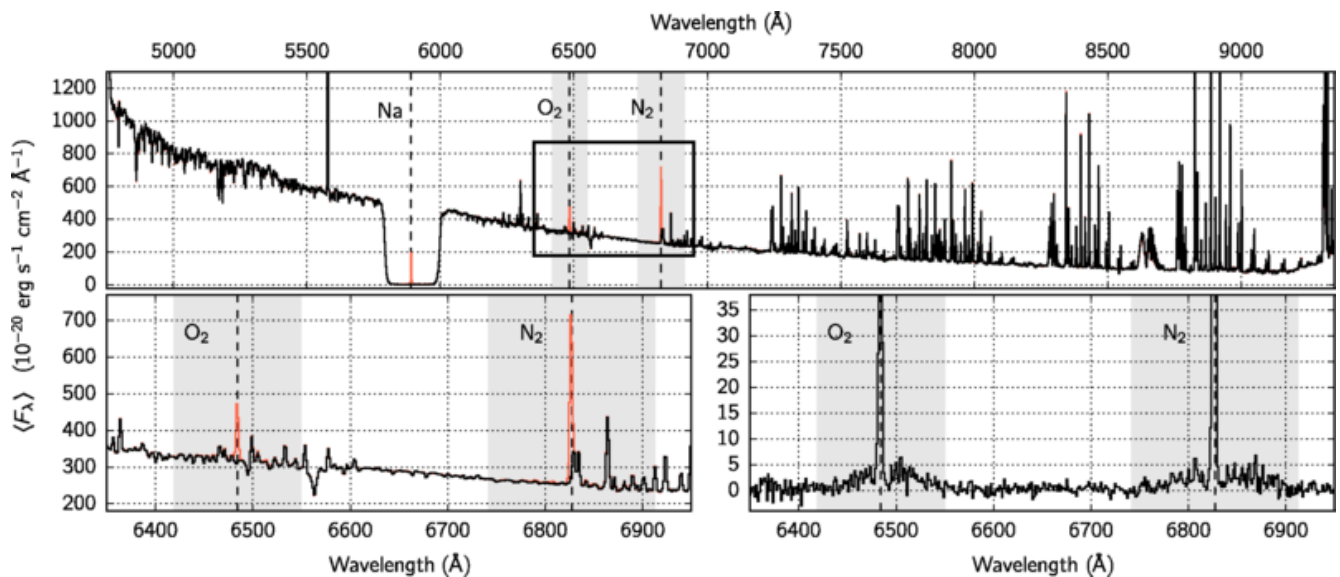 Wavelength (Å)
5000 5500 6000 6500 7000 7500 8000 8500 9000
1200
1000
800
600
400
200
0
Na
O₂
N₂
⟨Fλ⟩ (10⁻²⁰ erg s⁻¹ cm⁻² Å⁻¹)
700
600
500
400
300
200
O₂
N₂
6400 6500 6600 6700 6800 6900
Wavelength (Å)
35
30
25
20
15
10
5
0
O₂
N₂
6400 6500 6600 6700 6800 6900
Wavelength (Å)